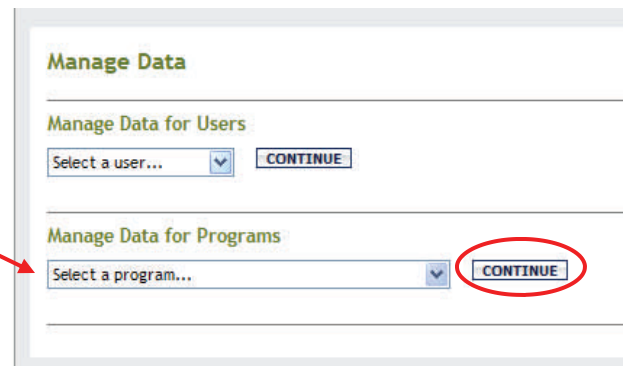 Manage Data
Manage Data for Users
Select a user... CONTINUE
Manage Data for Programs
Select a program... CONTINUE